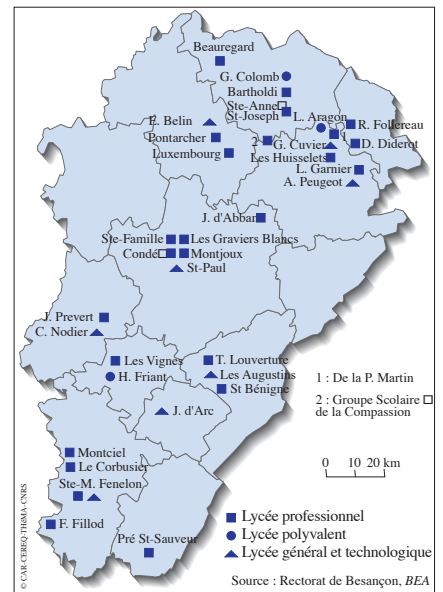 Beauregard
G. Colomb
Bartholdi
Ste-Anne
St-Joseph
L. Aragon
R. Follereau
E. Belin
Pontarcher
Luxembourg
2
G. Cuvier
1
D. Diderot
Les Huisselets
L. Garnier
A. Peugeot
J. d'Abbans
Ste-Famille
Les Graviers Blancs
Condé
Montjoux
St-Paul
J. Prevert
C. Nodier
Les Vignes
H. Friant
T. Louverture
Les Augustins
St Bénigne
J. d'Arc
1 : De la P. Martin
2 : Groupe Scolaire
de la Compassion
Montciel
Le Corbusier
Ste-M. Fenelon
F. Fillod
Pré St-Sauveur
0 10 20 km
Lycée professionnel
Lycée polyvalent
Lycée général et technologique
Source : Rectorat de Besançon, BEA
© CAR-CEREQ-THéMA-CNRS